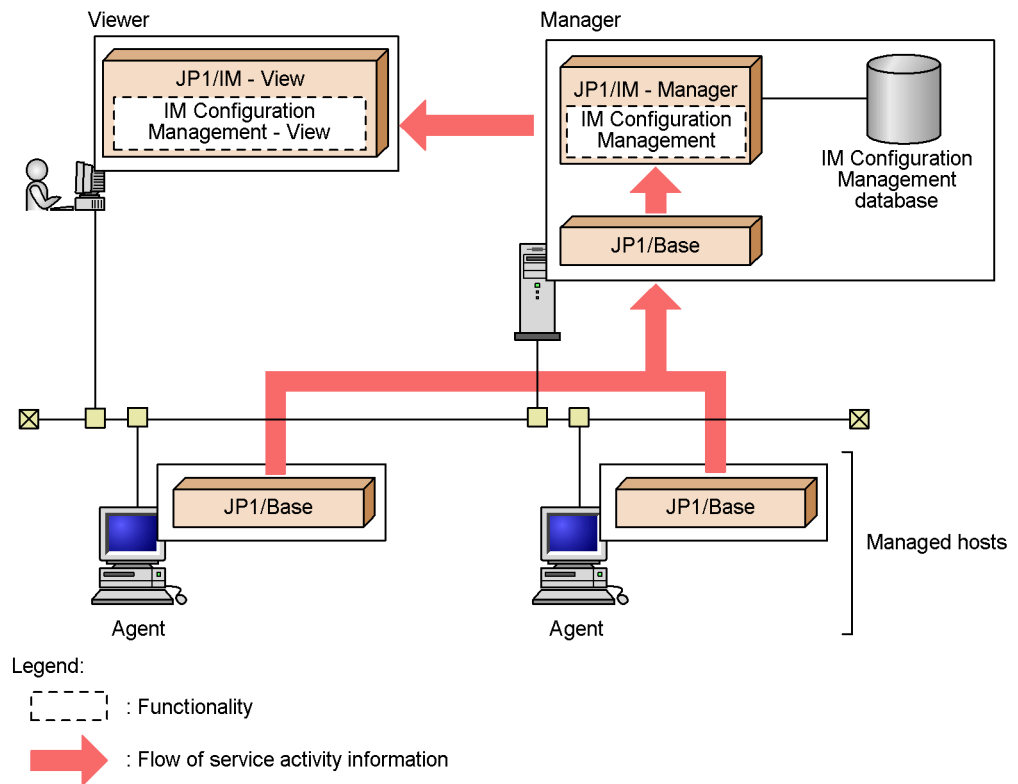 Viewer
Manager
JP1/IM - View
IM Configuration
Management - View
JP1/IM - Manager
IM Configuration
Management
IM Configuration
Management
database
JP1/Base
JP1/Base
JP1/Base
Managed hosts
Agent
Agent
Legend:
: Functionality
: Flow of service activity information